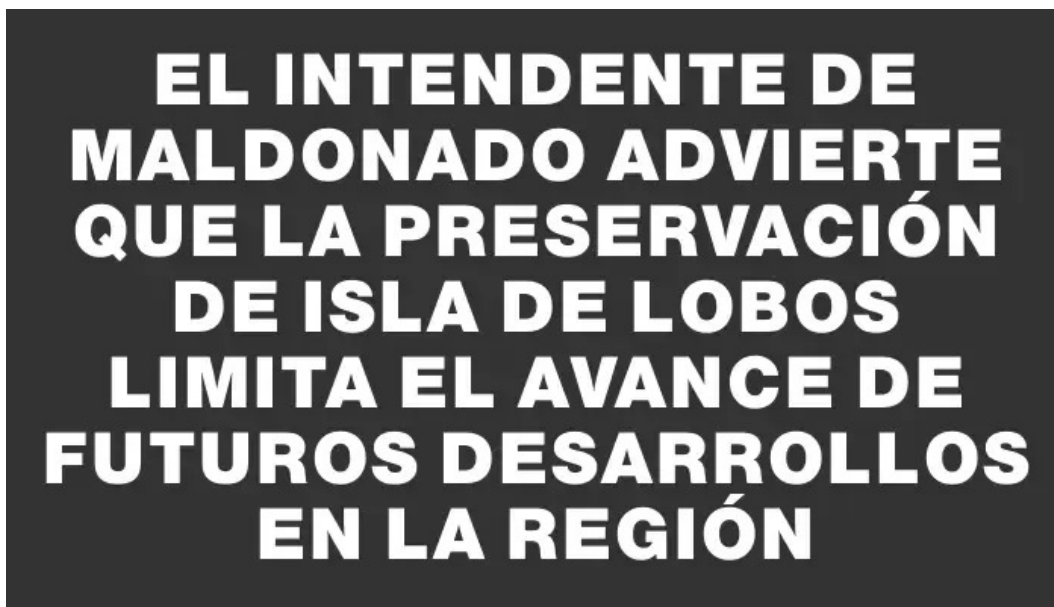 EL INTENDENTE DE
MALDONADO ADVIERTE
QUE LA PRESERVACIÓN
DE ISLA DE LOBOS
LIMITA EL AVANCE DE
FUTUROS DESARROLLOS
EN LA REGIÓN